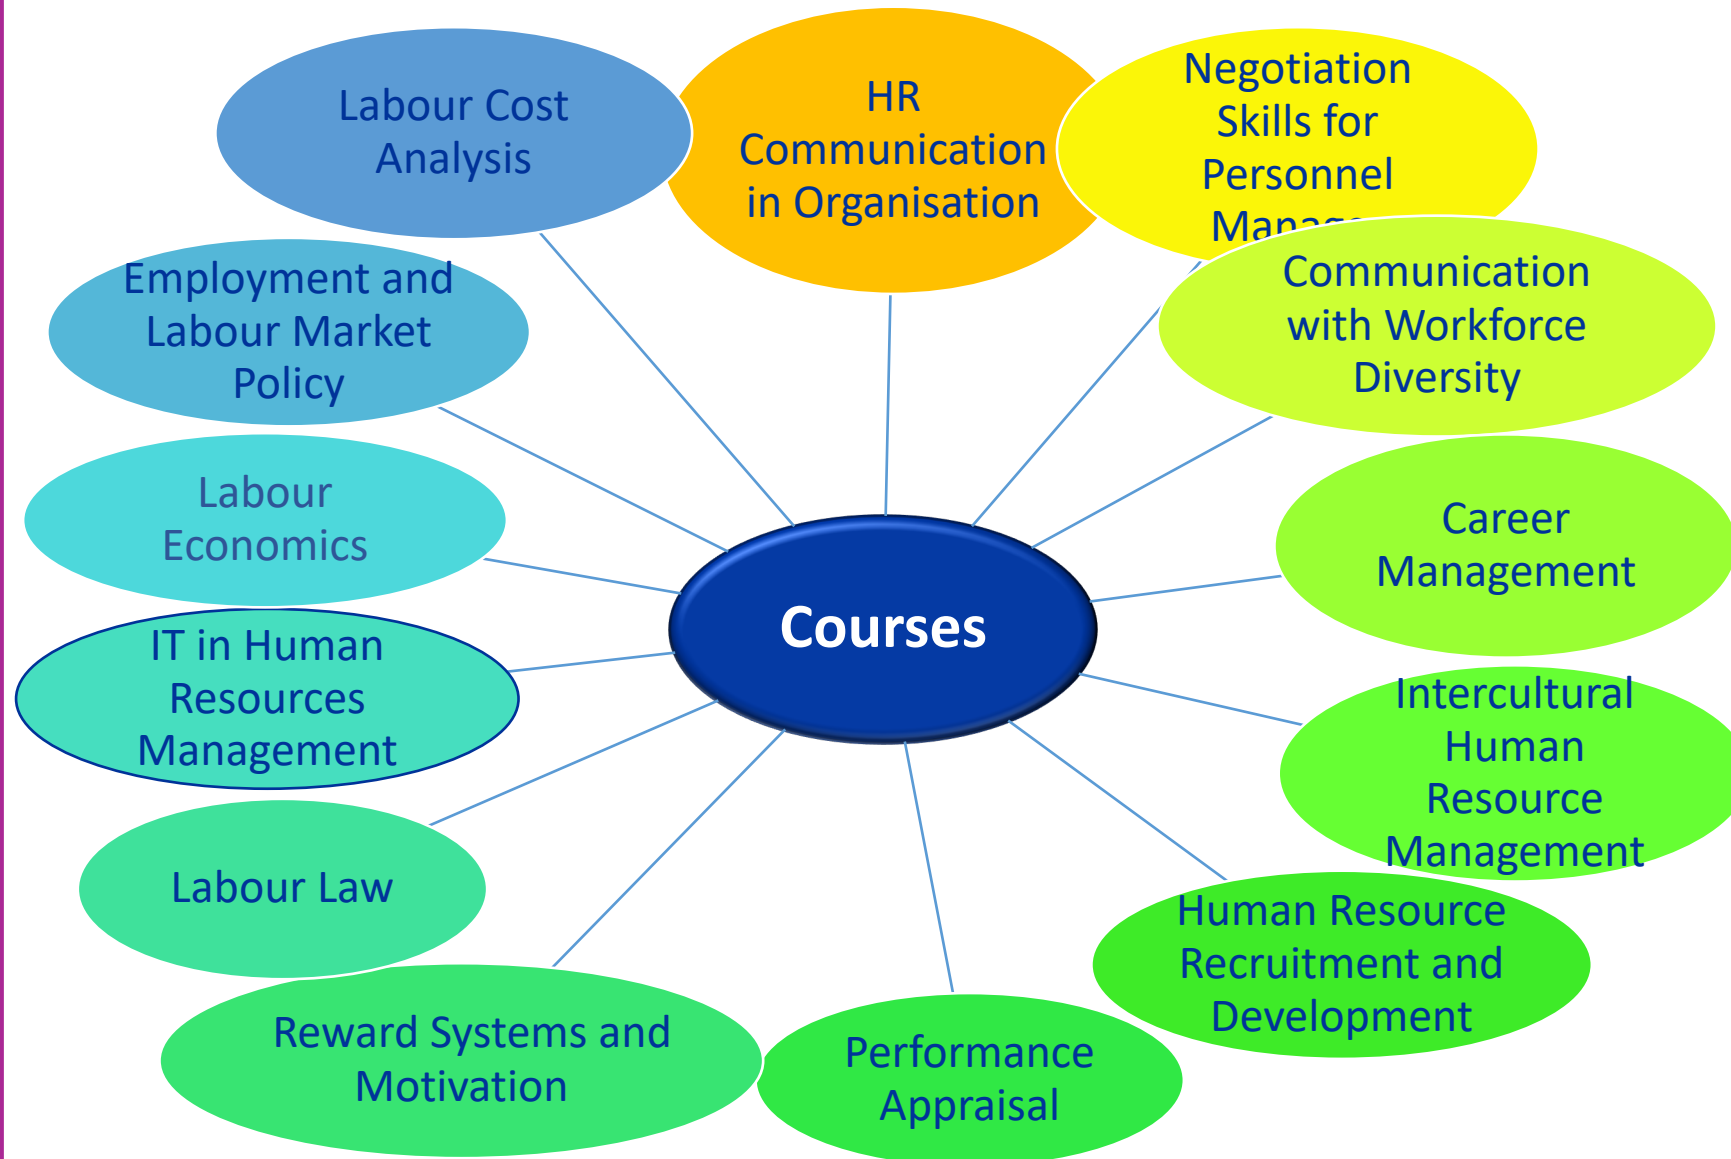 HR
Communication
in Organisation
Negotiation
Skills for
Personnel
Communication
with Workforce
Diversity
Career
Management
Intercultural
Human
Resource
Management
Human Resource
Recruitment and
Development
Performance
Appraisal
Reward Systems and
Motivation
Labour Law
IT in Human
Resources
Management
Labour
Economics
Employment and
Labour Market
Policy
Labour Cost
Analysis
Courses